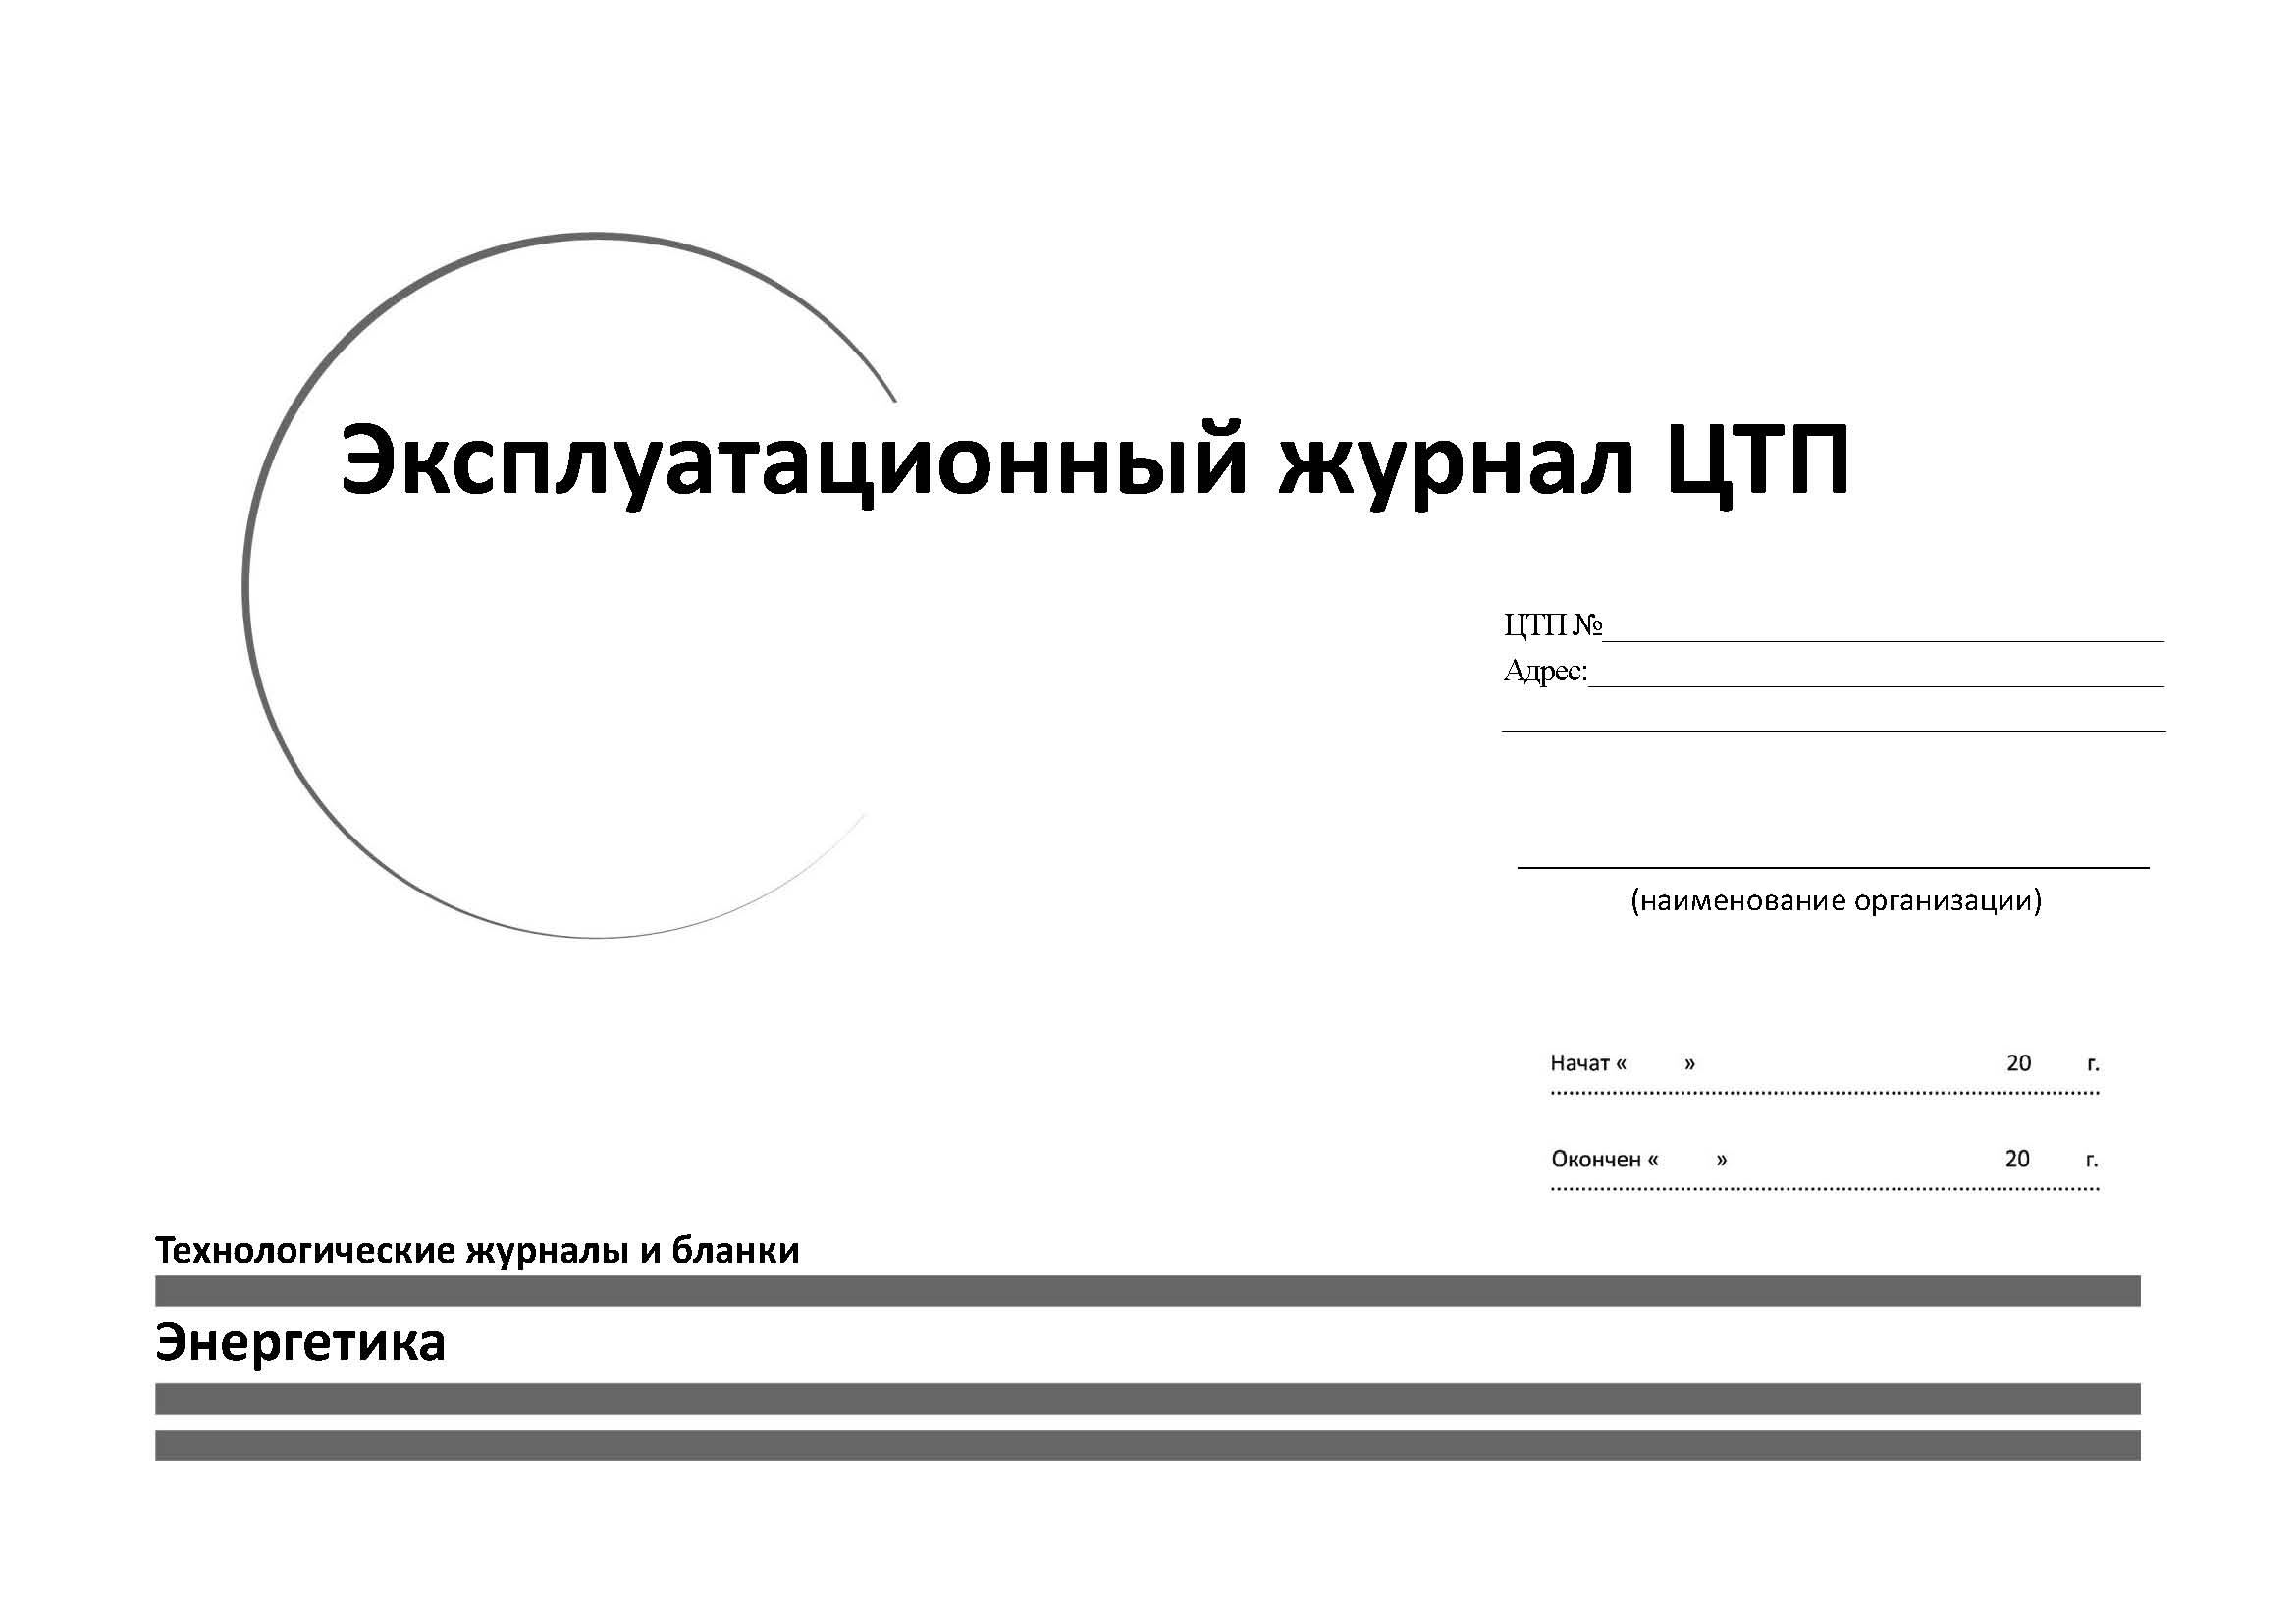 Эксплуатационный журнал ЦТП
ЦТП №
Адрес:
(наименование организации)
Начат « » 20 г.
Окончен « » 20 г.
Технологические журналы и бланки
Энергетика